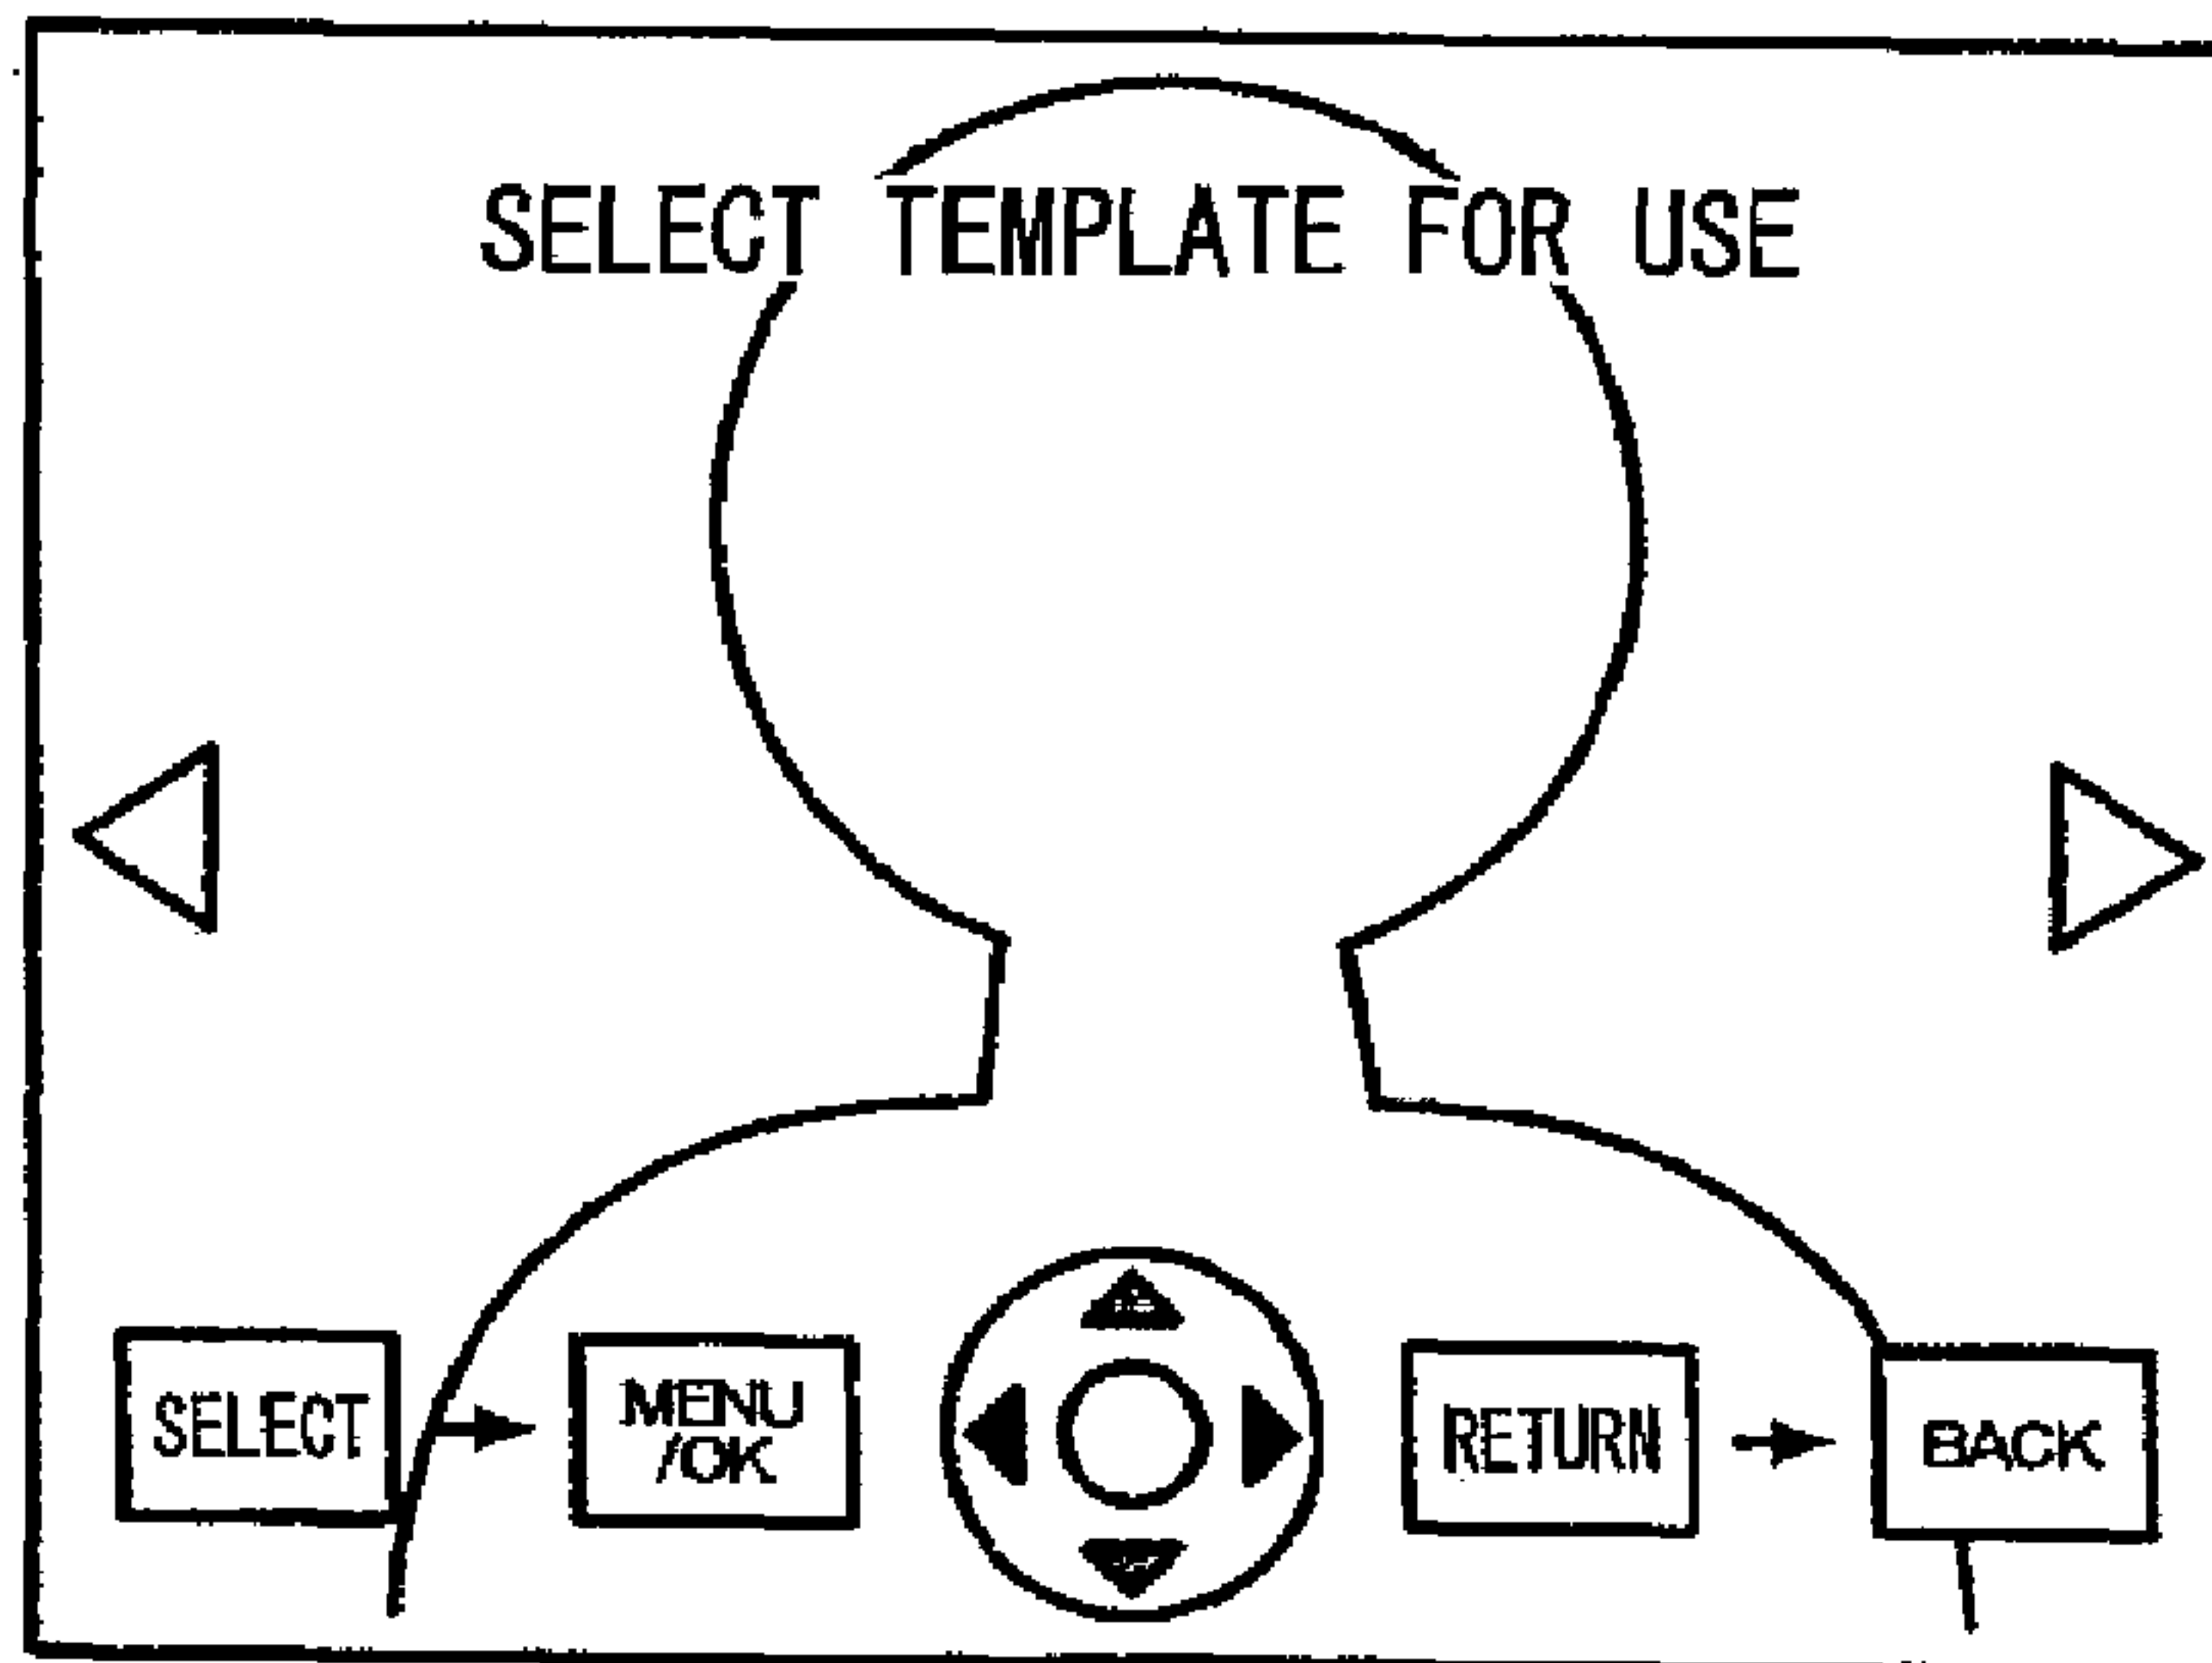 SELECT TEMPLATE FOR USE
SELECT
MENU
/OK
RETURN
BACK